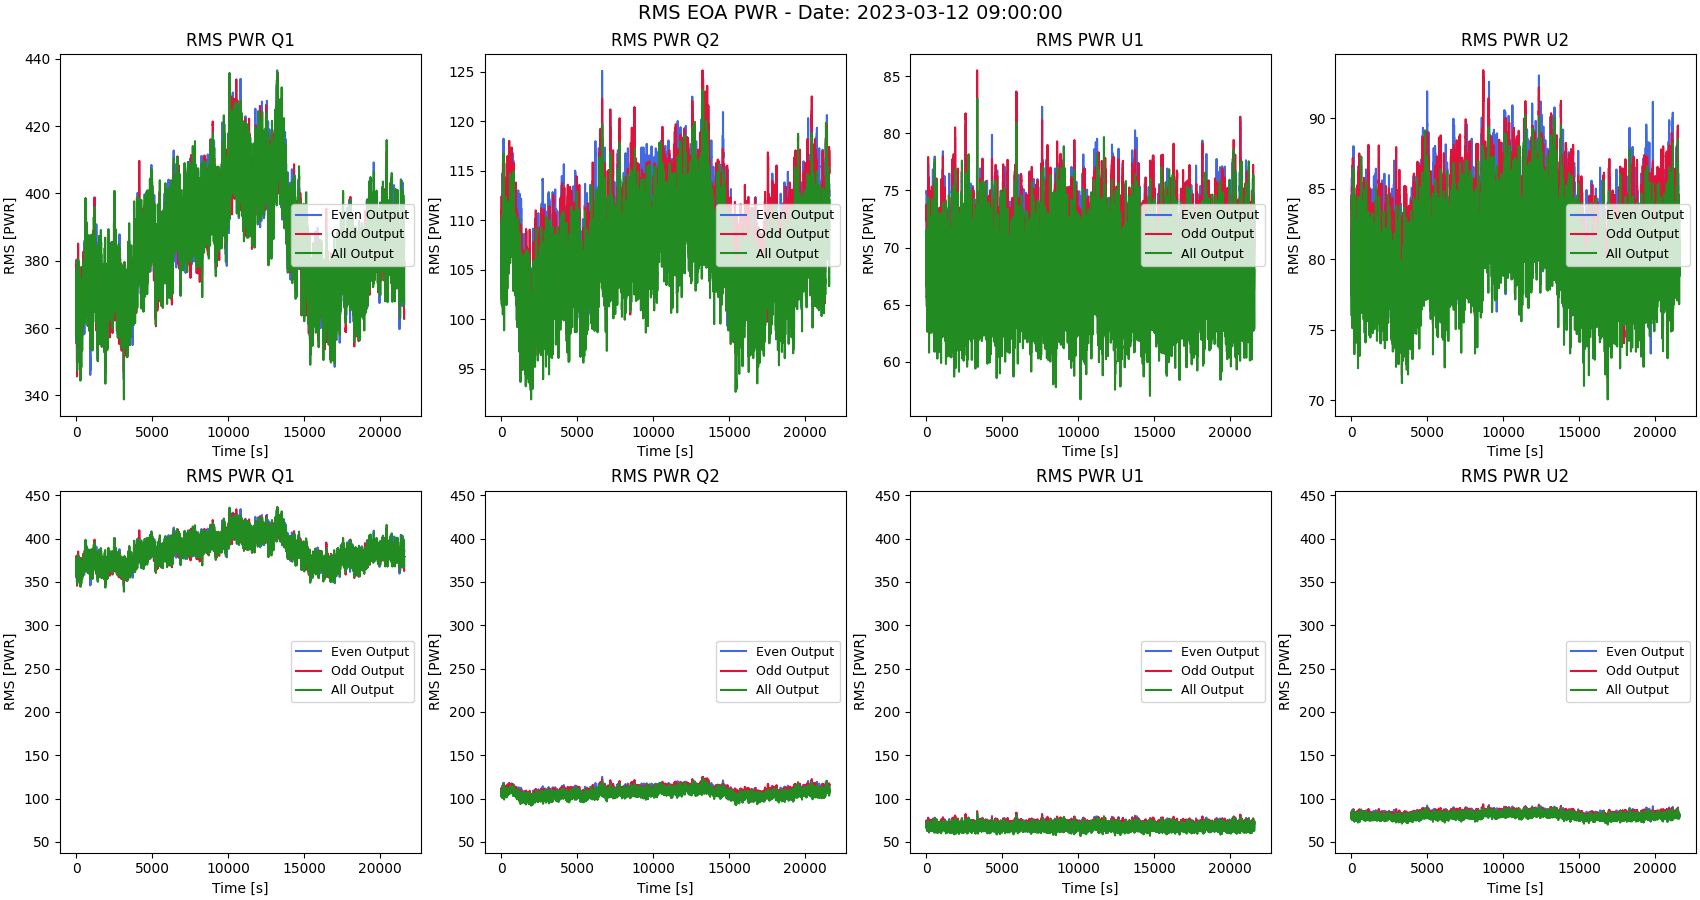 RMS EOA PWR - Date: 2023-03-12 09:00:00
RMS PWR Q1
RMS [PWR]
440
420
400
380
360
340
0 5000 10000 15000 20000
Time [s]
Even Output
Odd Output
All Output
RMS PWR Q2
RMS [PWR]
125
120
115
110
105
100
95
0 5000 10000 15000 20000
Time [s]
Even Output
Odd Output
All Output
RMS PWR U1
RMS [PWR]
85
80
75
70
65
60
0 5000 10000 15000 20000
Time [s]
Even Output
Odd Output
All Output
RMS PWR U2
RMS [PWR]
90
85
80
75
70
0 5000 10000 15000 20000
Time [s]
Even Output
Odd Output
All Output
RMS PWR Q1
RMS [PWR]
450
400
350
300
250
200
150
100
50
0 5000 10000 15000 20000
Time [s]
Even Output
Odd Output
All Output
RMS PWR Q2
RMS [PWR]
450
400
350
300
250
200
150
100
50
0 5000 10000 15000 20000
Time [s]
Even Output
Odd Output
All Output
RMS PWR U1
RMS [PWR]
450
400
350
300
250
200
150
100
50
0 5000 10000 15000 20000
Time [s]
Even Output
Odd Output
All Output
RMS PWR U2
RMS [PWR]
450
400
350
300
250
200
150
100
50
0 5000 10000 15000 20000
Time [s]
Even Output
Odd Output
All Output